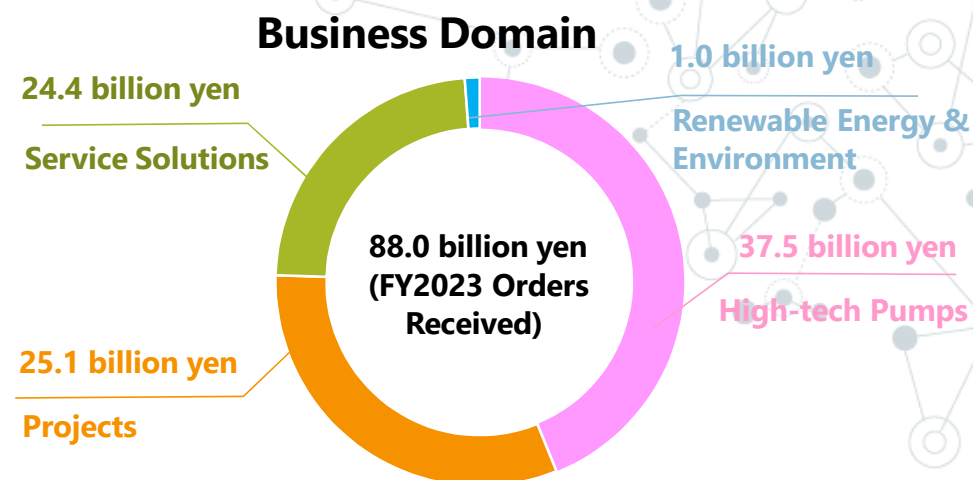 Business Domain
24.4 billion yen
Service Solutions
1.0 billion yen
Renewable Energy &
Environment
88.0 billion yen
(FY2023 Orders
Received)
37.5 billion yen
High-tech Pumps
25.1 billion yen
Projects